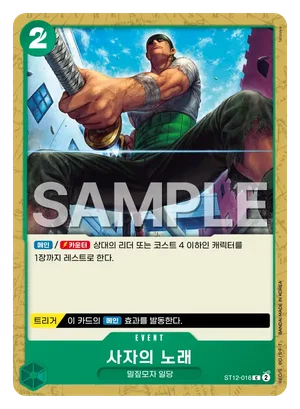 2
SAMPLE
메인 / 카운터 상대의 리더 또는 코스트 4 이하인 캐릭터를
1장까지 레스트로 한다.
트리거 이 카드의 메인 효과를 발동한다.
EVENT
사자의 노래
밀짚모자 일당
ST12-016 C 2